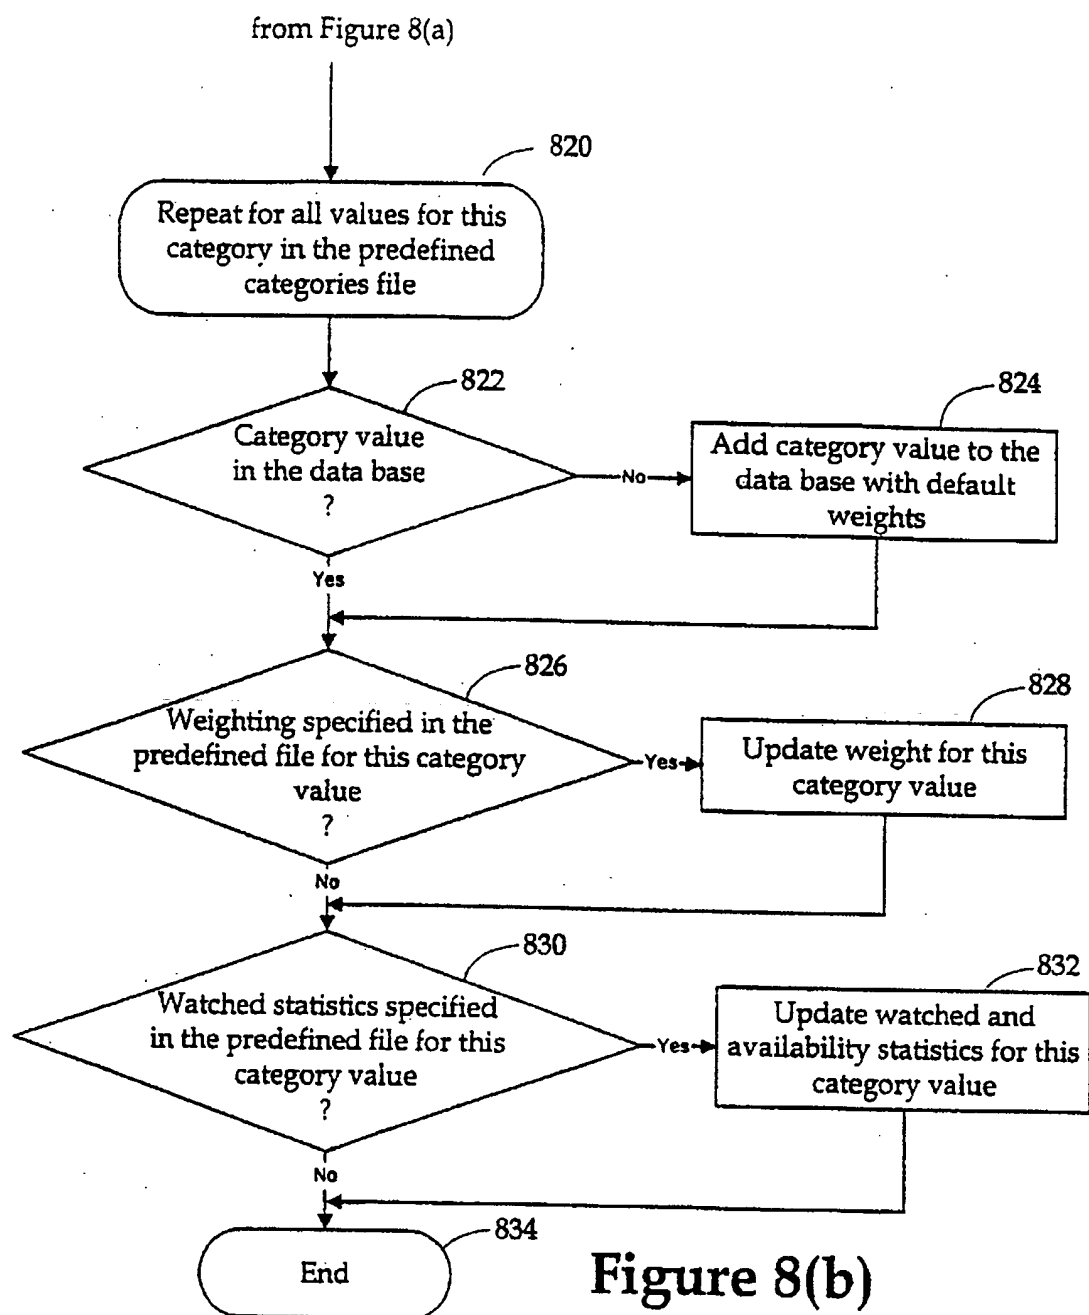 from Figure 8(a)
820
Repeat for all values for this
category in the predefined
categories file
822
Category value
in the data base
?
No
824
Add category value to the
data base with default
weights
Yes
826
Weighting specified in the
predefined file for this category
value
?
Yes
828
Update weight for this
category value
No
830
Watched statistics specified
in the predefined file for this
category value
?
Yes
832
Update watched and
availability statistics for this
category value
No
834
End
Figure 8(b)